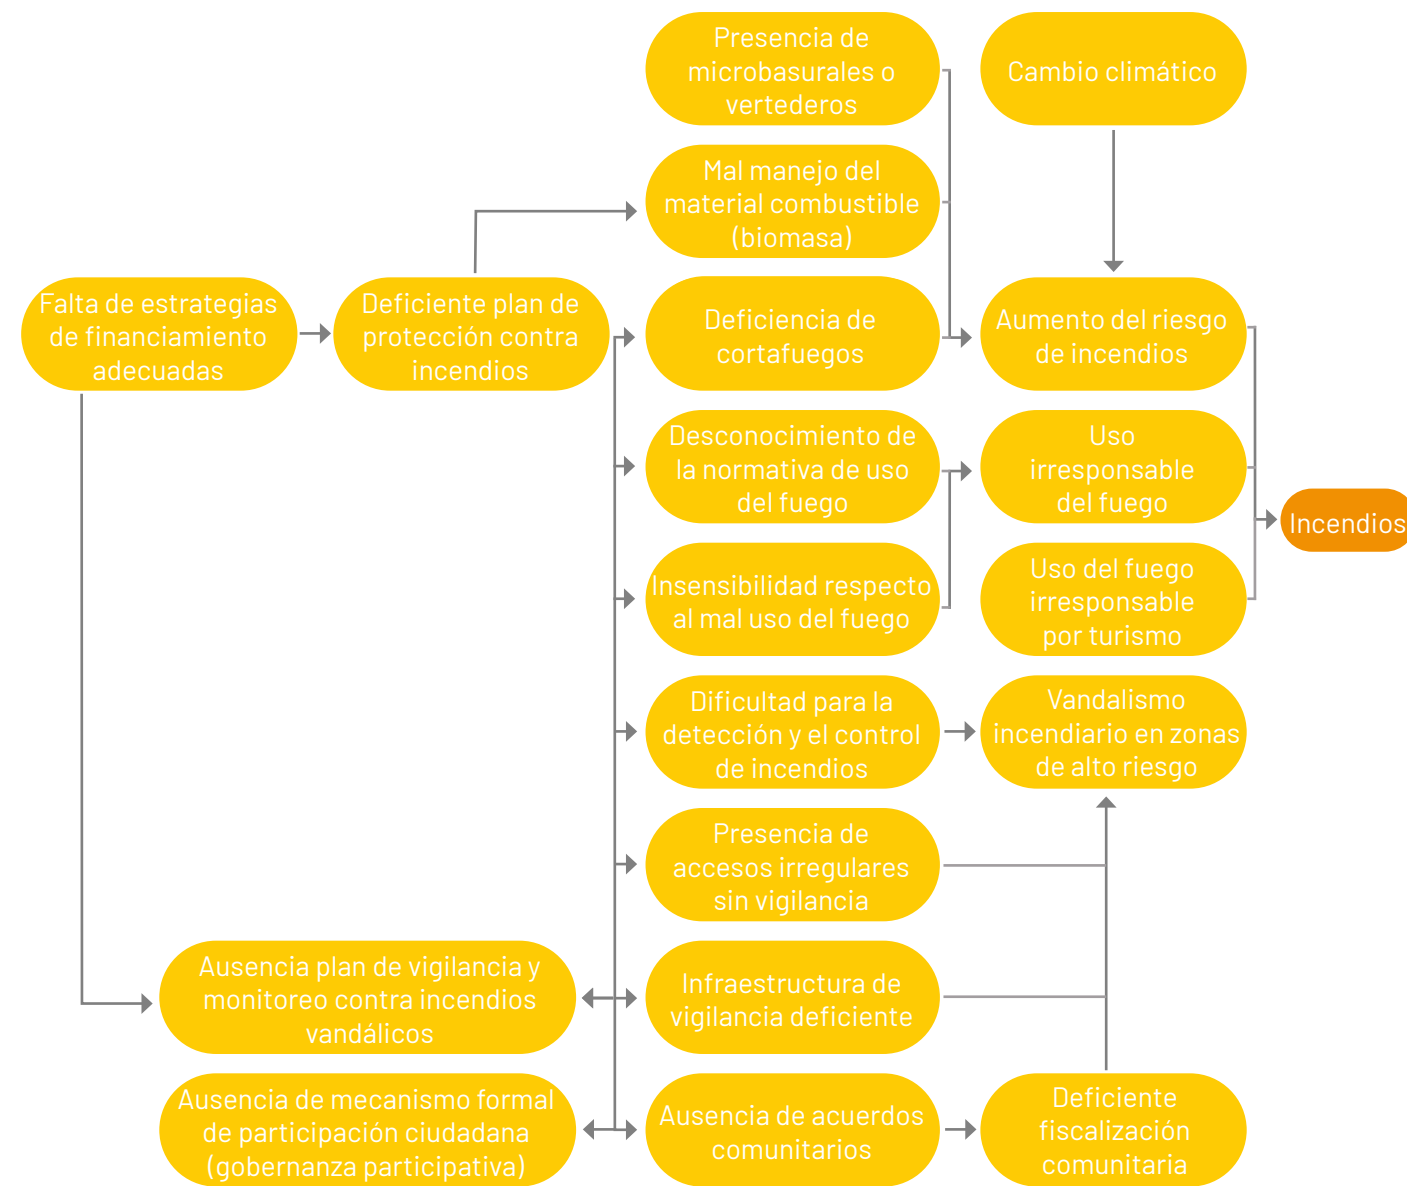 Presencia de
microbasurales o
vertederos
Cambio climático
Mal manejo del
material combustible
(biomasa)
Falta de estrategias
de financiamiento
adecuadas
Deficiente plan de
protección contra
incendios
Deficiencia de
cortafuegos
Aumento del riesgo
de incendios
Desconocimiento de
la normativa de uso
del fuego
Uso
irresponsable
del fuego
Incendios
Insensibilidad respecto
al mal uso del fuego
Uso del fuego
irresponsable
por turismo
Dificultad para la
detección y el control
de incendios
Vandalismo
incendiario en zonas
de alto riesgo
Presencia de
accesos irregulares
sin vigilancia
Ausencia plan de vigilancia y
monitoreo contra incendios
vandálicos
Infraestructura de
vigilancia deficiente
Ausencia de mecanismo formal
de participación ciudadana
(gobernanza participativa)
Ausencia de acuerdos
comunitarios
Deficiente
fiscalización
comunitaria